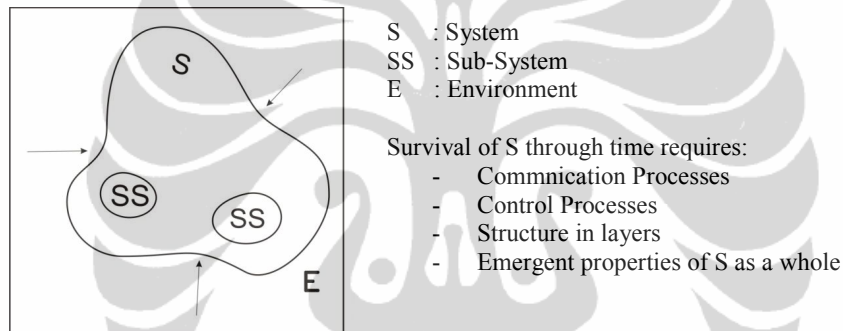 S
SS
SS
E
S : System
SS : Sub-System
E : Environment
Survival of S through time requires:
- Commnication Processes
- Control Processes
- Structure in layers
- Emergent properties of S as a whole